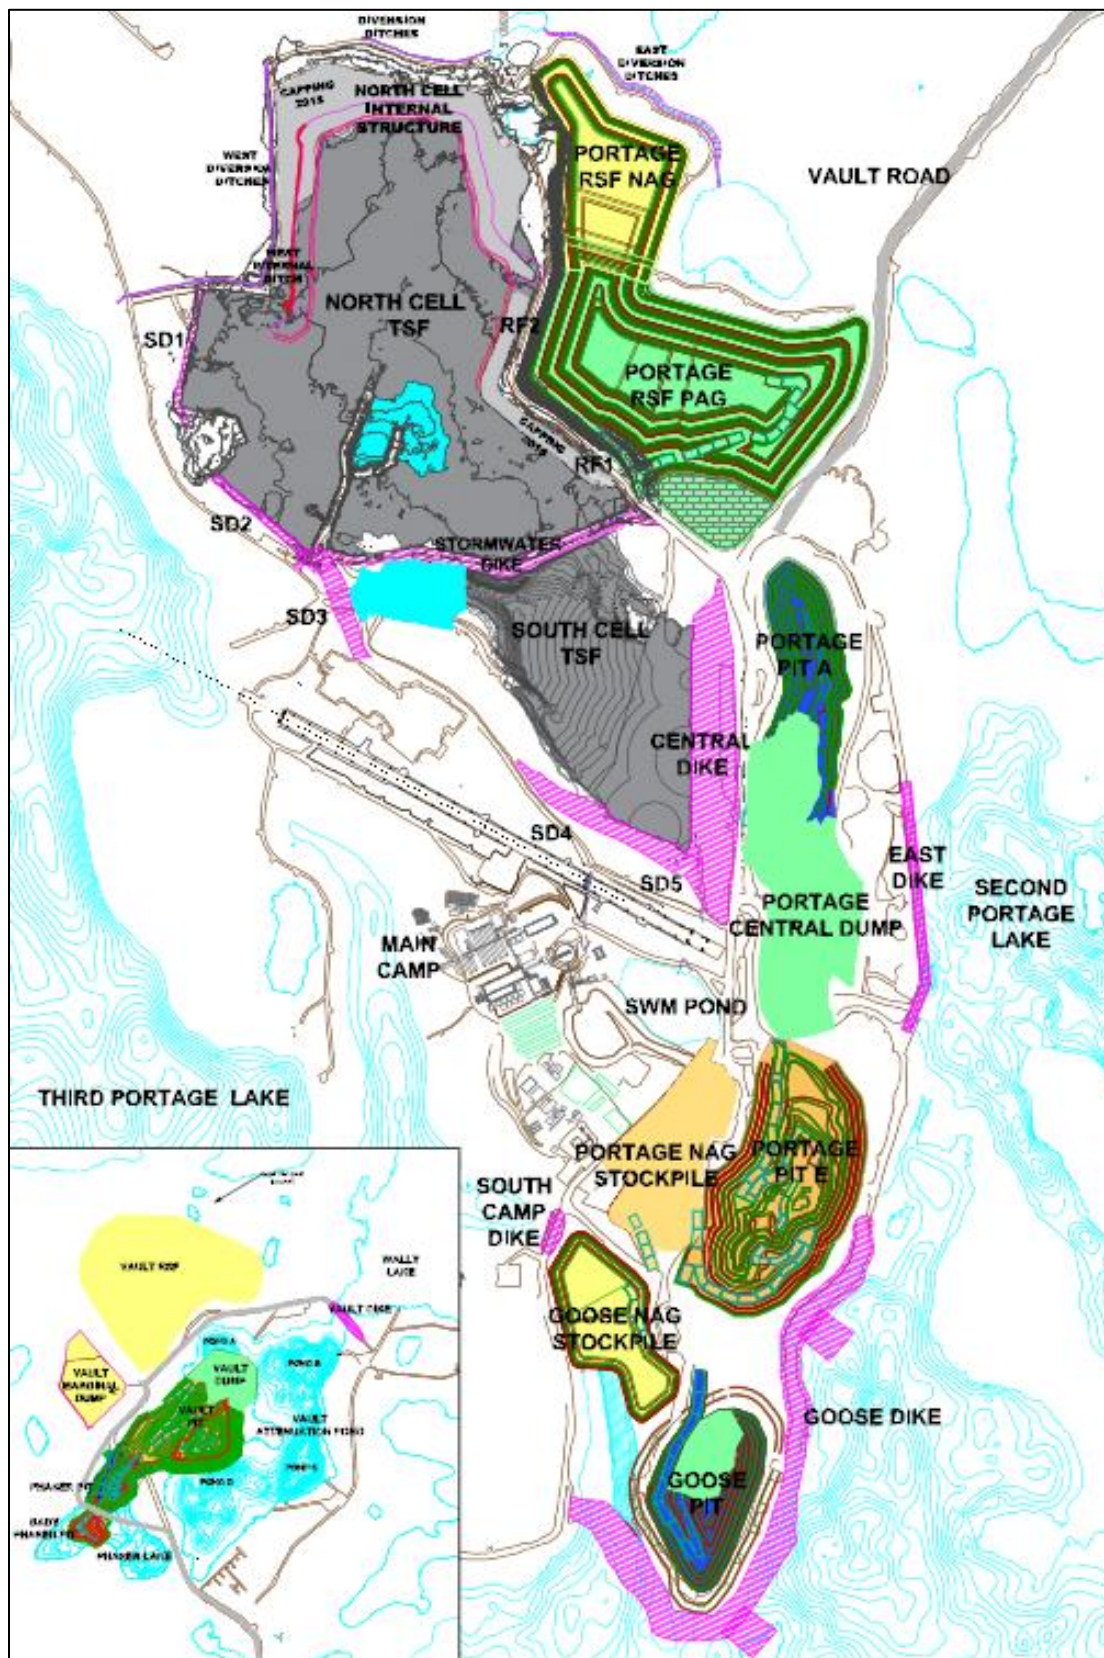 DIVERSION
DITCHES
EAST
DIVERSION
DITCHES
CAPPING
2015
NORTH CELL
INTERNAL
STRUCTURE
PORTAGE
RSF NAG
VAULT ROAD
WEST
DIVERSION
DITCHES
WEST
INTERNAL
DITCH
NORTH CELL
TSF
RF2
SD1
PORTAGE
RSF PAG
CAPPING
RF1
SD2
STORMWATER
DIKE
SD3
SOUTH CELL
TSF
PORTAGE
PIT A
CENTRAL
DIKE
SD4
SD5
EAST
DIKE
PORTAGE
CENTRAL DUMP
SECOND
PORTAGE
LAKE
MAIN
CAMP
SWM POND
THIRD PORTAGE LAKE
PORTAGE NAG
STOCKPILE
PORTAGE
PIT E
SOUTH
CAMP
DIKE
GOOSE NAG
STOCKPILE
GOOSE DIKE
GOOSE
PIT
VAULT RSF
WALLY
LAKE
VAULT DIKE
POND A
VAULT
DUMP
VAULT
MARGINAL
DUMP
VAULT
PIT
VAULT
ATTENUATION POND
PHASER PIT
PHASER LAKE